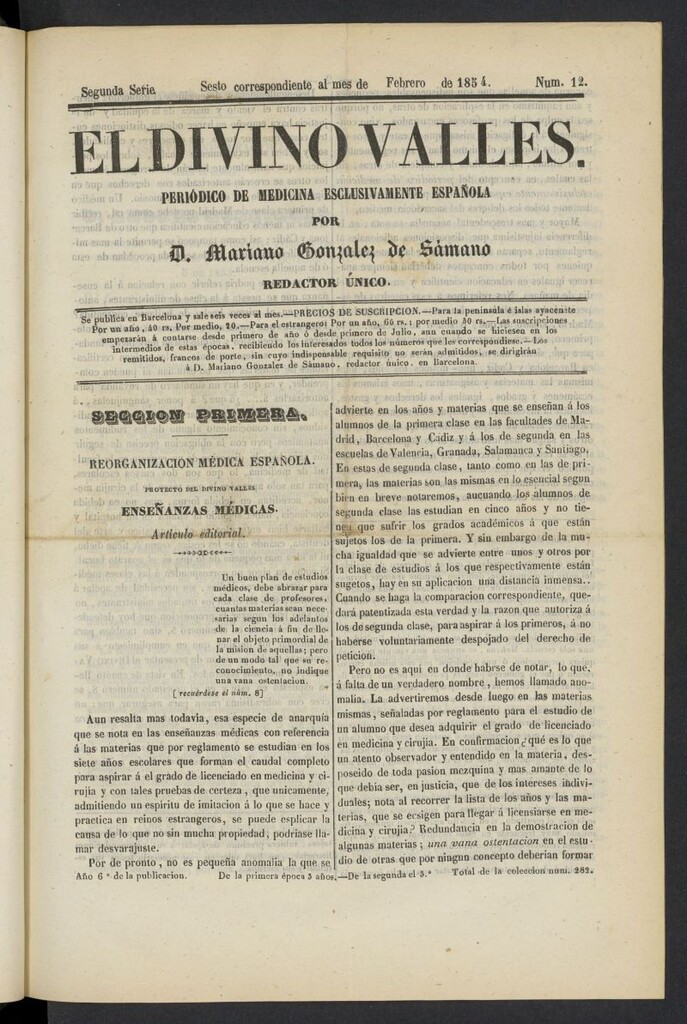 Segunda Serie Sesto correspondiente al mes de Febrero de 1854. Num. 12.
EL DIVINO VALLES.
PERIÓDICO DE MEDICINA ESCLUSIVAMENTE ESPAÑOLA
POR
D. Mariano Gonzalez de Sámano
REDACTOR ÚNICO.
Se publica en Barcelona y sale seis veces al mes.—PRECIOS DE SUSCRIPCION.—Para la peninsula é islas ayacente
Por un año, 40 rs. Por medio, 20.—Para el estrangero: Por un año, 60 rs.; por medio 30 rs.—Las suscripciones
empezarán á contarse desde primero de año ó desde primero de Julio, aun cuando se hiciesen en los
intermedios de estas épocas, recibiendo los interesados todos los números que les correspondiese.—Los
remitidos, francos de porte, sin cuyo indispensable requisito no serán admitidos, se dirigirán
á D. Mariano Gonzalez de Sámano, redactor único, en Barcelona.
SECCION PRIMERA.
REORGANIZACION MÉDICA ESPAÑOLA.
PROYECTO DEL DIVINO VALLES
ENSEÑANZAS MÉDICAS.
Articulo editorial.
Un buen plan de estudios
médicos, debe abrazar para
cada clase de profesores,
cuantas materias sean nece-
sarias segun los adelantos
de la ciencia á fin de lle-
nar el objeto primordial de
la mision de aquellas; pero
de un modo tal que su re-
conocimiento, no indique
una vana ostentacion.
[recuérdese el núm. 8]
Aun resalta mas todavia, esa especie de anarquía
que se nota en las enseñanzas médicas con referencia
á las materias que por reglamento se estudian en los
siete años escolares que forman el caudal completo
para aspirar á el grado de licenciado en medicina y ci-
rujia y con tales pruebas de certeza, que unicamente,
admitiendo un espiritu de imitacion á lo que se hace y
practica en reinos estrangeros, se puede esplicar la
causa de lo que no sin mucha propiedad, podriase lla-
mar desvarajuste.
Por de pronto, no es pequeña anomalia la que se
advierte en los años y materias que se enseñan á los
alumnos de la primera clase en las facultades de Ma-
drid, Barcelona y Cadiz y á los de segunda en las
escuelas de Valencia, Granada, Salamanca y Santiago.
En estas de segunda clase, tanto como en las de pri-
mera, las materias son las mismas en lo esencial segun
bien en breve notaremos, aucuando los alumnos de
segunda clase las estudian en cinco años y no tie-
nen que sufrir los grados académicos á que están
sujetos los de la primera. Y sin embargo de la mu-
cha igualdad que se advierte entre unos y otros por
la clase de estudios á los que respectivamente están
sugetos, hay en su aplicacion una distancia inmensa..
Cuando se haga la comparacion correspondiente, que-
dará patentizada esta verdad y la razon que autoriza á
los de segunda clase, para aspirar á los primeros, á no
haberse voluntariamente despojado del derecho de
peticion.
Pero no es aqui en donde habrse de notar, lo que,
á falta de un verdadero nombre, hemos llamado ano-
malia. La advertiremos desde luego en las materias
mismas, señaladas por reglamento para el estudio de
un alumno que desea adquirir el grado de licenciado
en medicina y cirujia. En confirmacion ¿ qué es lo que
un atento observador y entendido en la materia, des-
poseido de toda pasion mezquina y mas amante de lo
que debia ser, en justicia, que de los intereses indivi-
duales; nota al recorrer la lista de los años y las ma-
terias, que se ecsigen para llegar á licensiarse en me-
dicina y cirujia? Redundancia en la demostracion de
algunas materias; una vana ostentacion en el estu-
dio de otras que por ningun concepto deberian formar
Año 6.º de la publicacion. De la primera época 3 años.—De la segunda el 3.º Total de la coleccion num. 282.